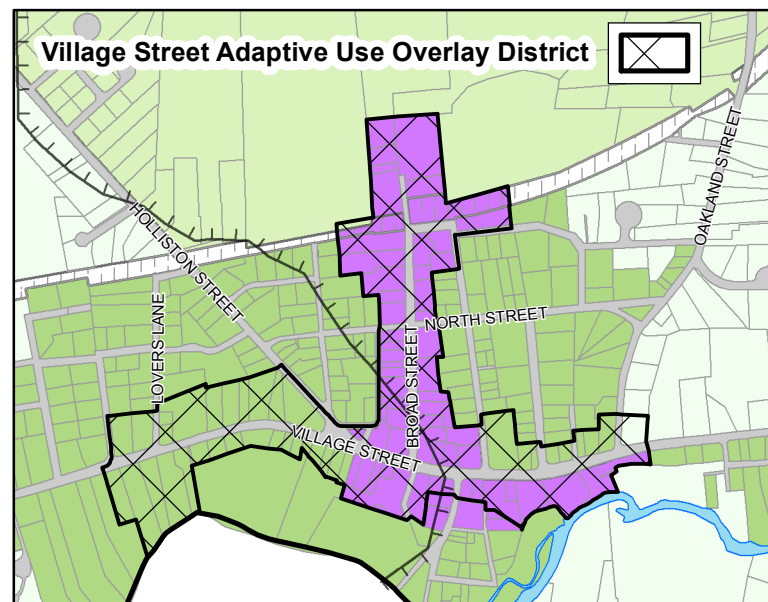 Village Street Adaptive Use Overlay District
OAKLAND STREET
HOLLISTON STREET
LOVERS LANE
NORTH STREET
BROAD STREET
VILLAGE STREET